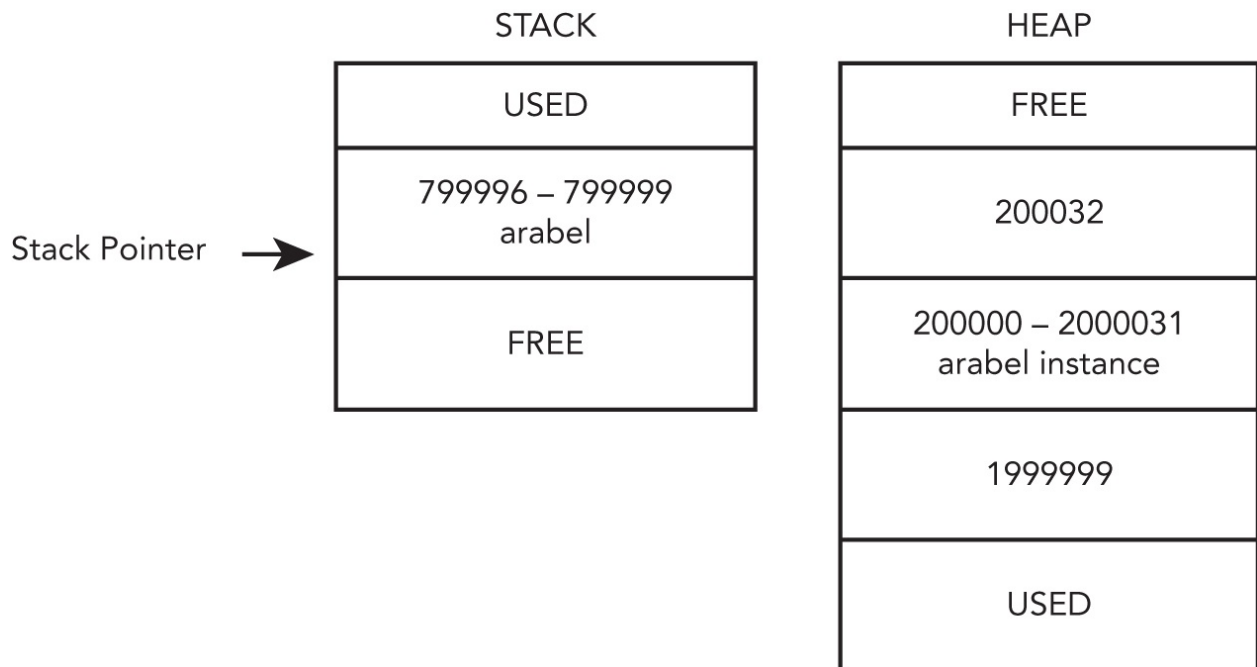 STACK
USED
799996 – 799999
arabel
Stack Pointer
FREE
HEAP
FREE
200032
200000 – 2000031
arabel instance
1999999
USED